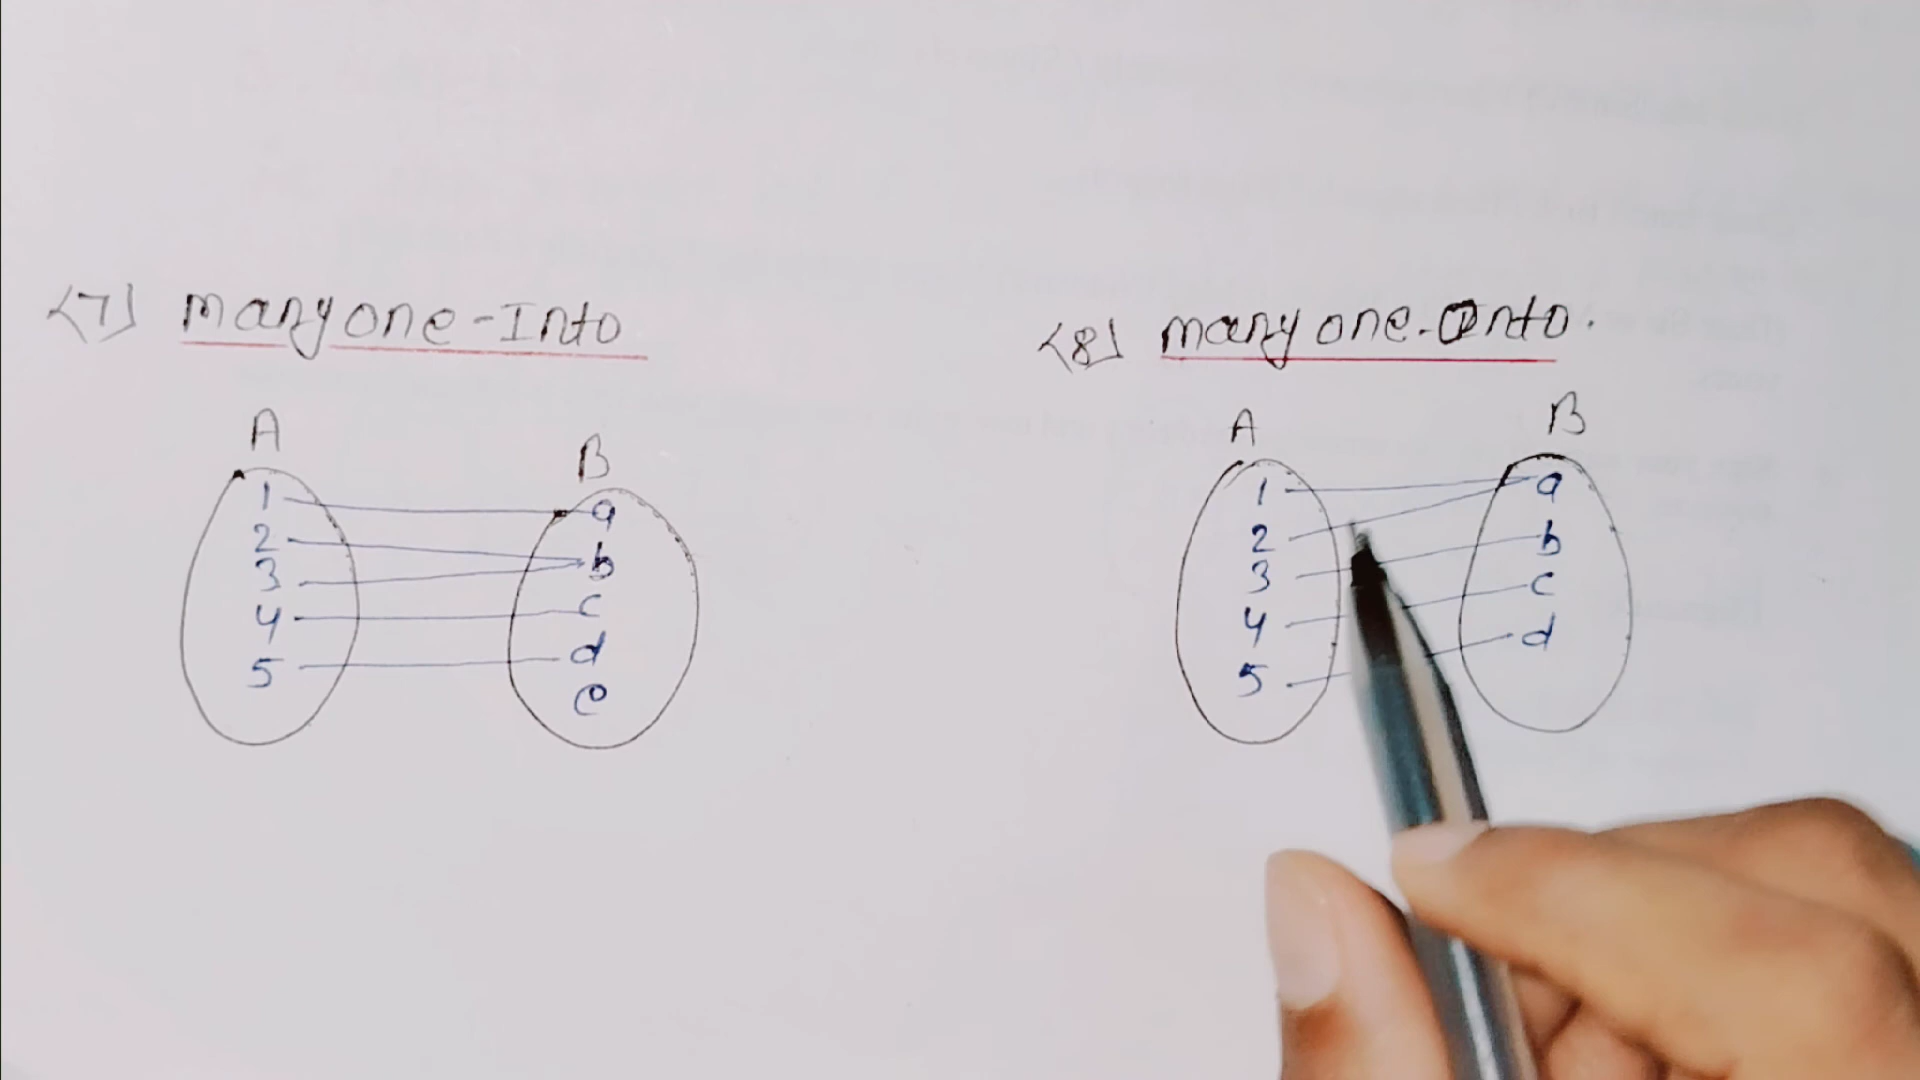 <7> Many one-Into
A B
1 a
2 b
3 c
4 d
5 e
<8> Many one-Onto.
A B
1 a
2 b
3 c
4 d
5